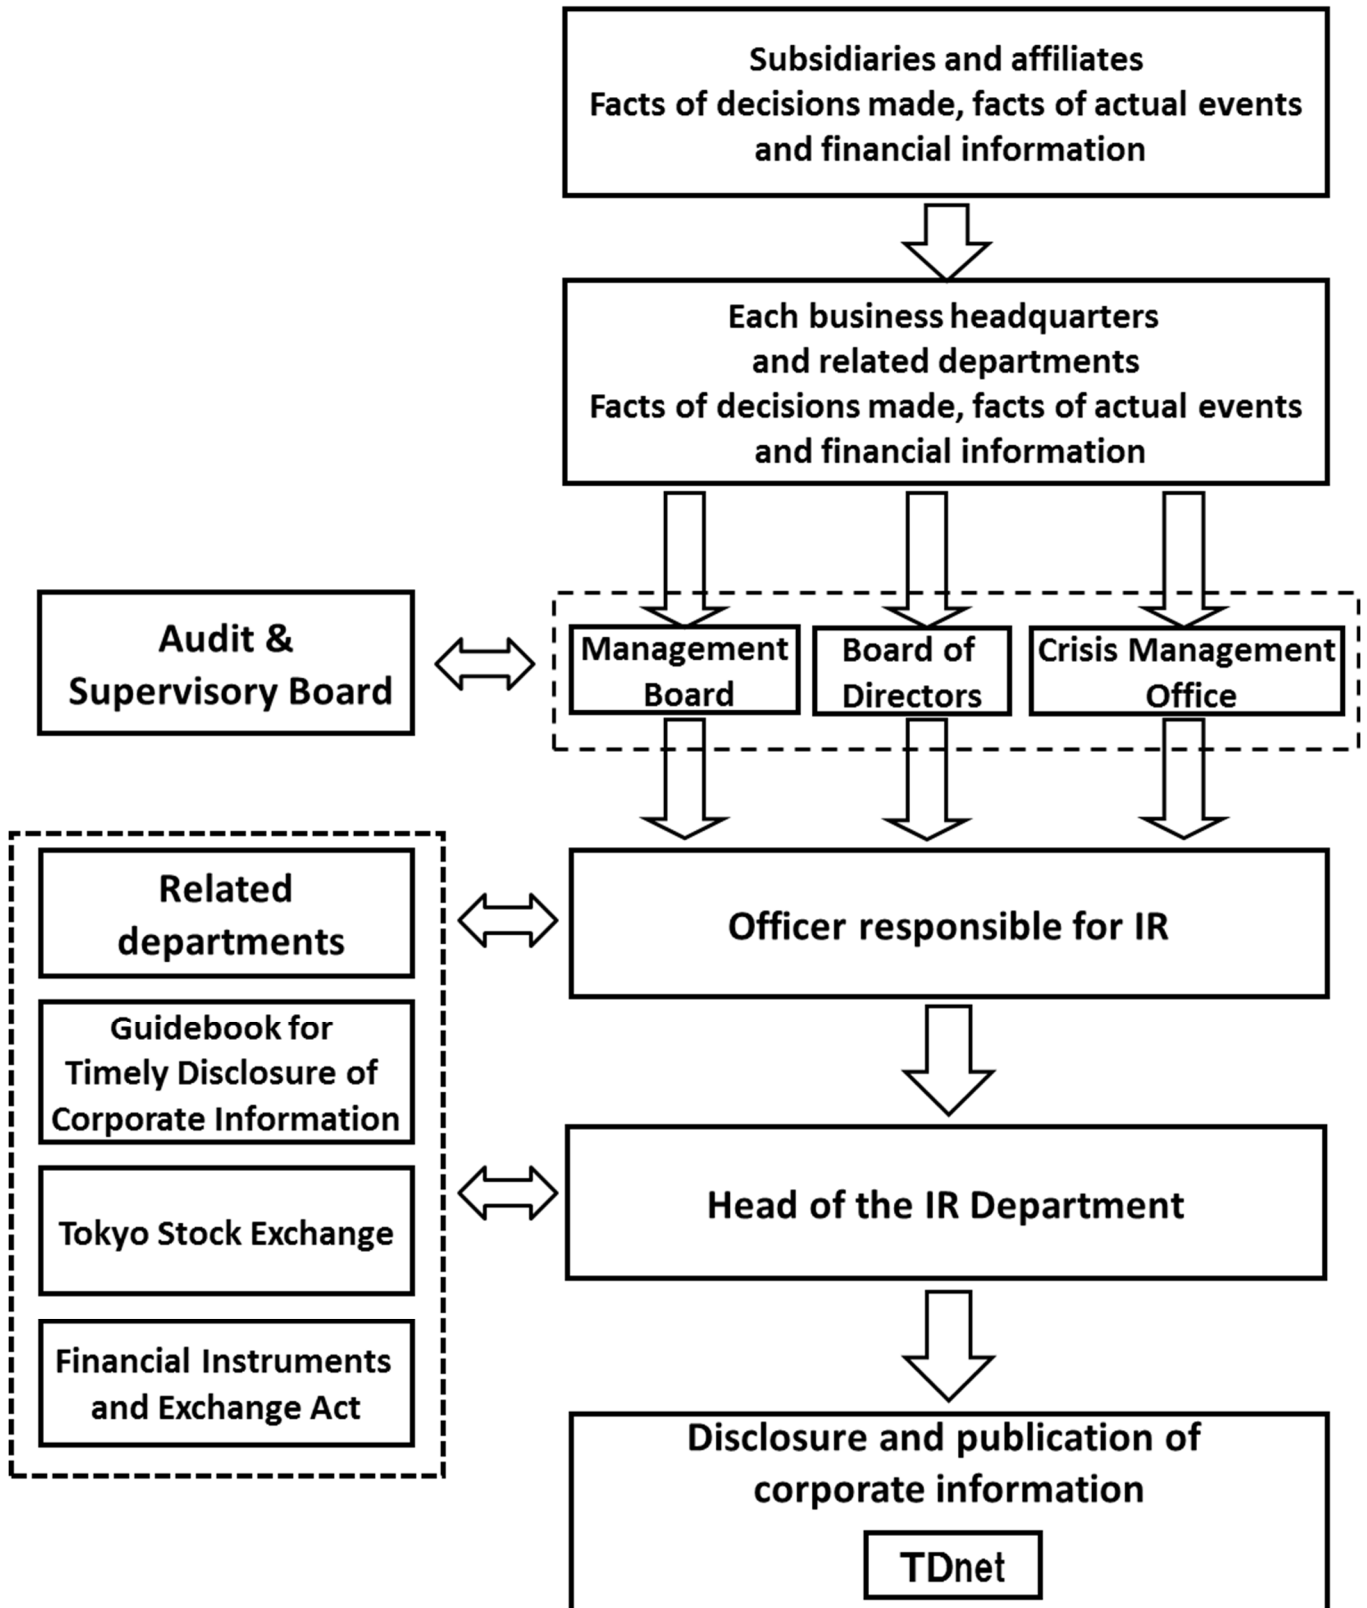 Subsidiaries and affiliates
Facts of decisions made, facts of actual events
and financial information
Each business headquarters
and related departments
Facts of decisions made, facts of actual events
and financial information
Audit &
Supervisory Board
Management
Board
Board of
Directors
Crisis Management
Office
Related
departments
Officer responsible for IR
Guidebook for
Timely Disclosure of
Corporate Information
Tokyo Stock Exchange
Head of the IR Department
Financial Instruments
and Exchange Act
Disclosure and publication of
corporate information
TDnet